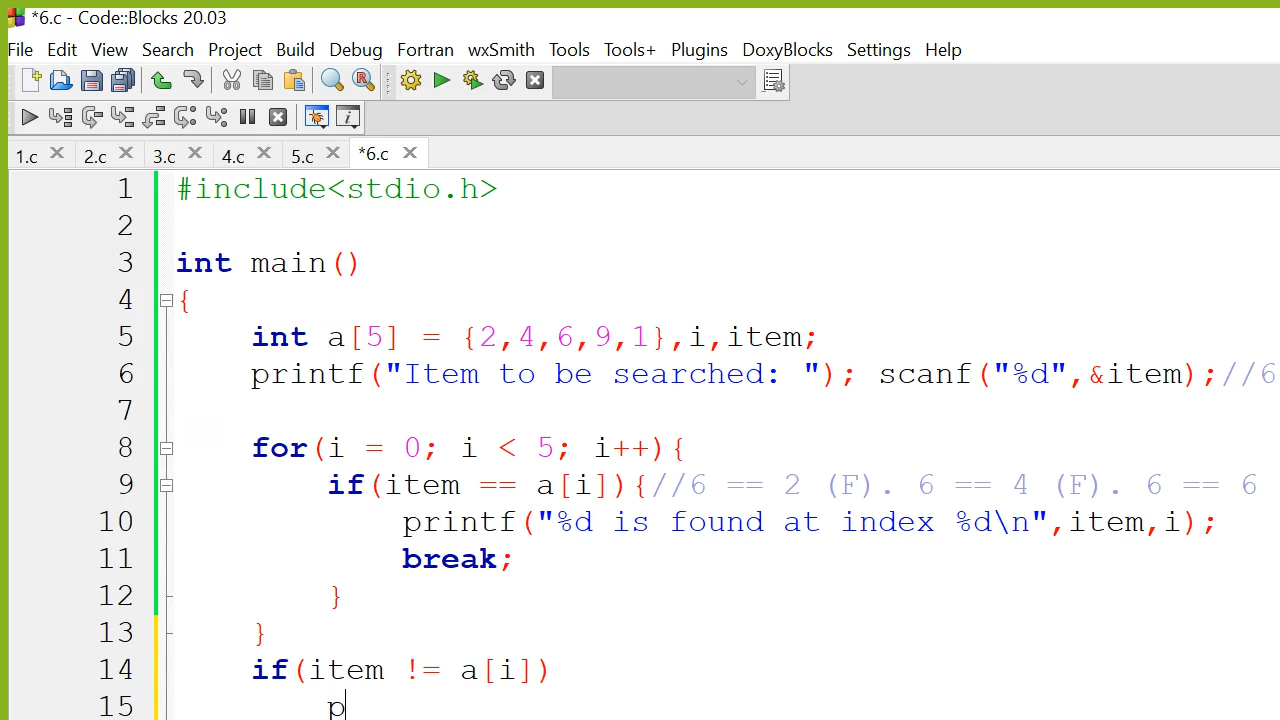 *6.c - Code::Blocks 20.03
File Edit View Search Project Build Debug Fortran wxSmith Tools Tools+ Plugins DoxyBlocks Settings Help
1.c 2.c 3.c 4.c 5.c *6.c
1 #include<stdio.h>
2
3 int main()
4 {
5 int a[5] = {2,4,6,9,1},i,item;
6 printf("Item to be searched: "); scanf("%d",&item);//6
7
8 for(i = 0; i < 5; i++){
9 if(item == a[i]){//6 == 2 (F). 6 == 4 (F). 6 == 6
10 printf("%d is found at index %d\n",item,i);
11 break;
12 }
13 }
14 if(item != a[i])
15 p